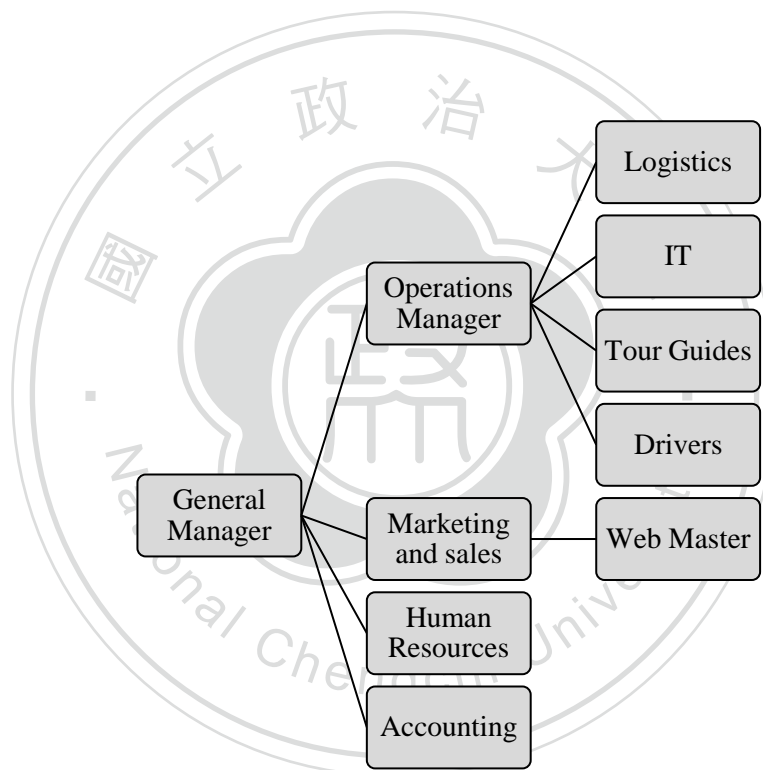 國立政治大
Logistics
IT
Operations
Manager
Tour Guides
Drivers
General
Manager
Marketing
and sales
Web Master
Human
Resources
Accounting
National Chengchi Univ